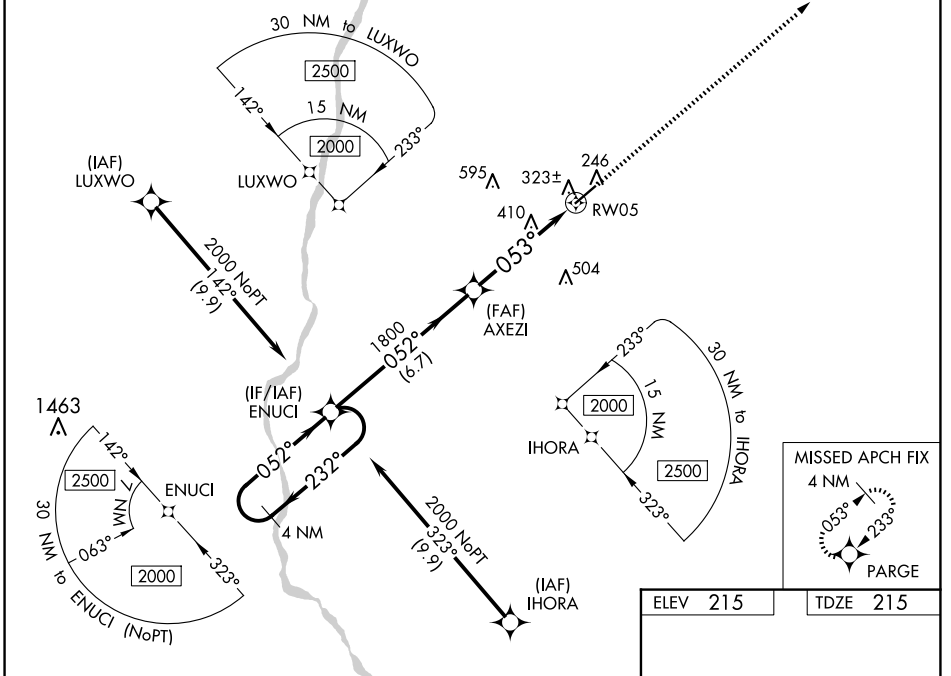 30 NM to LUXWO
2500
142°
15 NM
2000
233°
LUXWO
(IAF)
LUXWO
2000 NoPT
142°
(9.9)
595
323±
246
RW05
410
053°
504
(FAF)
AXEZI
1800
052°
(6.7)
(IF/IAF)
ENUCI
052°
232°
4 NM
1463
142°
2500
7 NM
ENUCI
063°
2000
323°
30 NM to ENUCI (NoPT)
233°
30 NM to IHORA
15 NM
2000
IHORA
2500
323°
2000 NoPT
323°
(9.9)
(IAF)
IHORA
MISSED APCH FIX
4 NM
053°
233°
PARGE
ELEV 215
TDZE 215